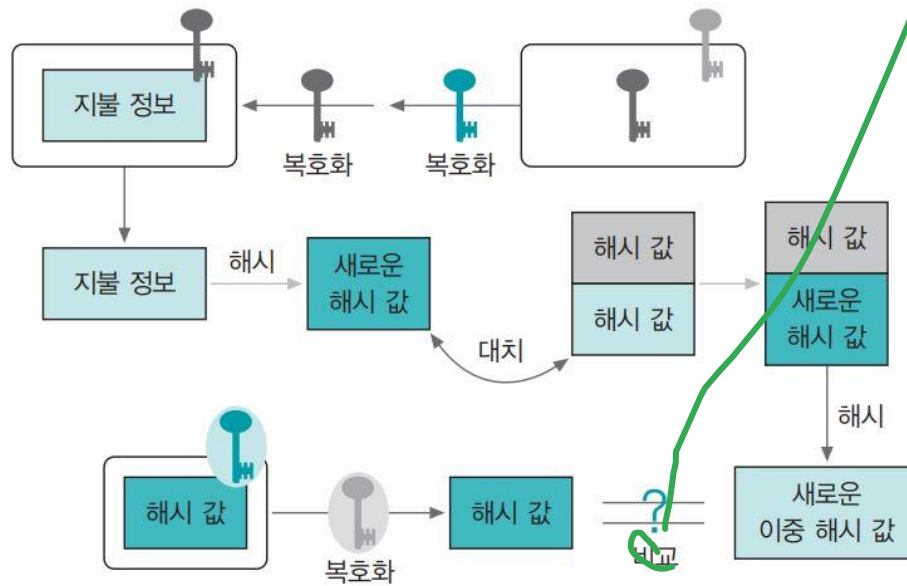 지불 정보
복호화
복호화
지불 정보
해시
새로운
해시 값
해시 값
해시 값
해시 값
새로운
해시 값
대치
해시
해시 값
복호화
해시 값
?
비교
새로운
이중 해시 값